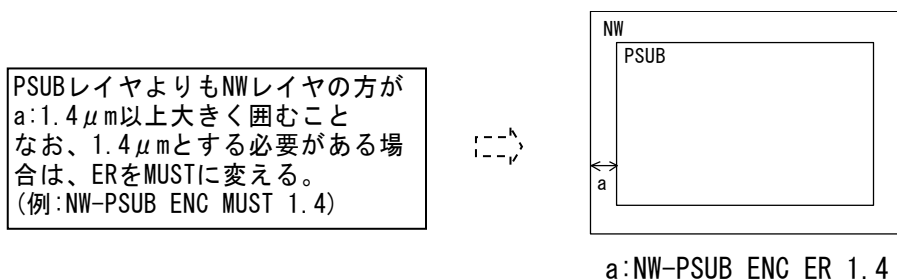 PSUBレイヤよりもNWレイヤの方が
a:1.4μm以上大きく囲むこと
なお、1.4μmとする必要がある場
合は、ERをMUSTに変える。
(例:NW-PSUB ENC MUST 1.4)
NW
PSUB
a
a:NW-PSUB ENC ER 1.4